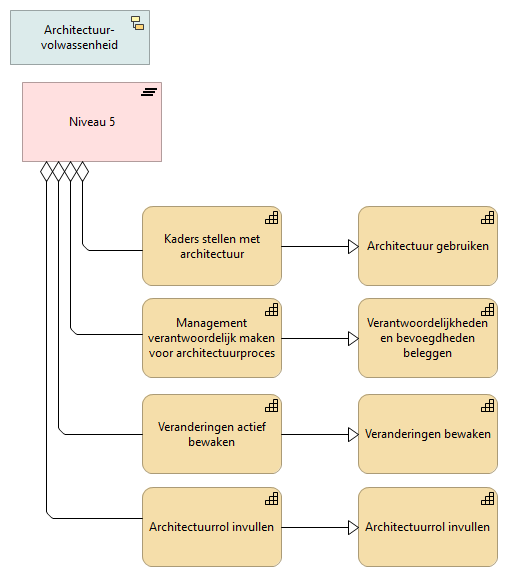 Architectuur-
volwassenheid
Niveau 5
Kaders stellen met
architectuur
Architectuur gebruiken
Management
verantwoordelijk maken
voor architectuurproces
Verantwoordelijkheden
en bevoegdheden
beleggen
Veranderingen actief
bewaken
Veranderingen bewaken
Architectuurrol invullen
Architectuurrol invullen